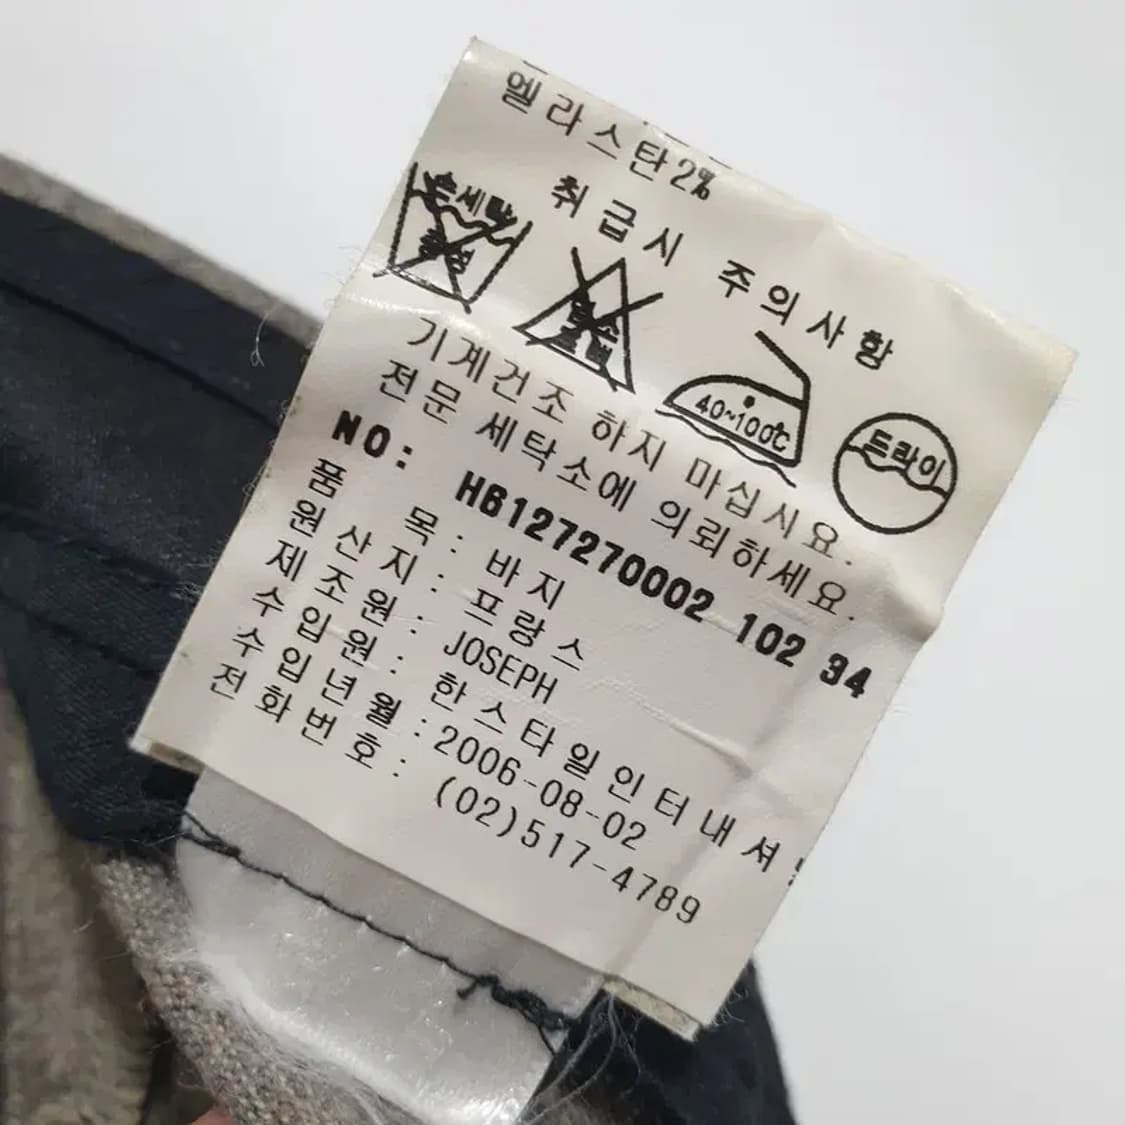 엘라스탄2%
취급시 주의사항
손세탁
40~100℃
드라이
기계건조 하지 마십시요.
전문 세탁소에 의뢰하세요.
NO: H6127270002 102 34
품 목: 바지
원산지: 프랑스
제조원: JOSEPH
수입원: 한스타일인터내셔
수입년월:2006-08-02
전화번호: (02)517-4789